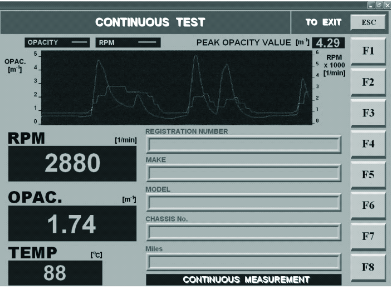 CONTINUOUS TEST
TO EXIT
ESC
OPACITY
RPM
PEAK OPACITY VALUE [m⁻¹] 4.29
F1
OPAC.
[m⁻¹]
5
4
3
2
1
0
6
5
4
3
2
1
0
RPM
x 1000
[1/min]
F2
F3
REGISTRATION NUMBER
RPM [1/min]
2880
F4
MAKE
F5
MODEL
OPAC. [m⁻¹]
1.74
F6
CHASSIS No.
F7
Miles
TEMP [°C]
88
F8
CONTINUOUS MEASUREMENT